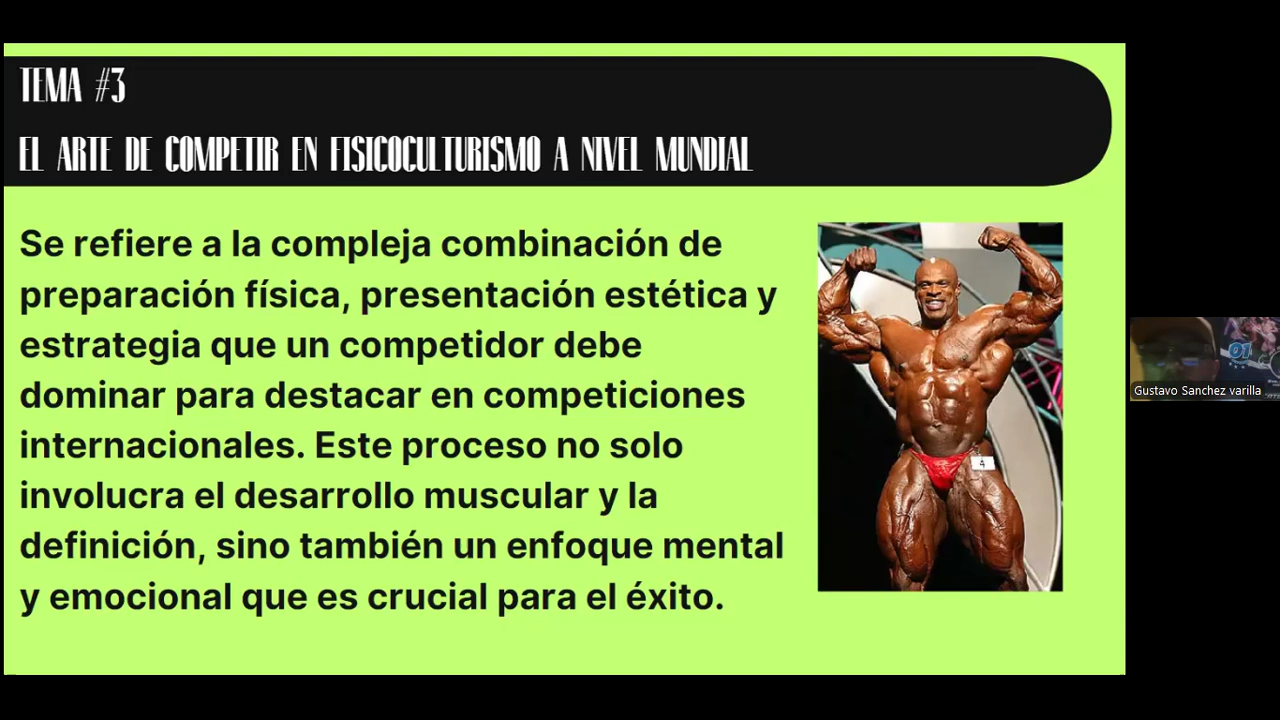 TEMA #3
EL ARTE DE COMPETIR EN FISICOCULTURISMO A NIVEL MUNDIAL
Se refiere a la compleja combinación de
preparación física, presentación estética y
estrategia que un competidor debe
dominar para destacar en competiciones
internacionales. Este proceso no solo
involucra el desarrollo muscular y la
definición, sino también un enfoque mental
y emocional que es crucial para el éxito.
4
01
Gustavo Sanchez varilla